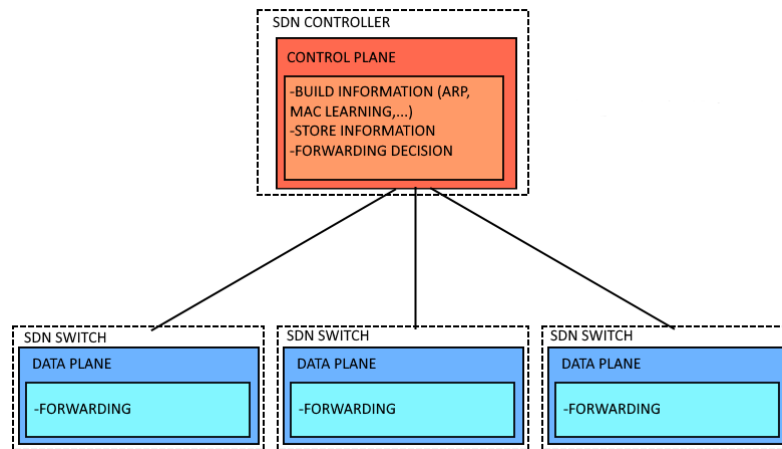 SDN CONTROLLER
CONTROL PLANE
-BUILD INFORMATION (ARP,
MAC LEARNING,...)
-STORE INFORMATION
-FORWARDING DECISION
SDN SWITCH
DATA PLANE
-FORWARDING
SDN SWITCH
DATA PLANE
-FORWARDING
SDN SWITCH
DATA PLANE
-FORWARDING